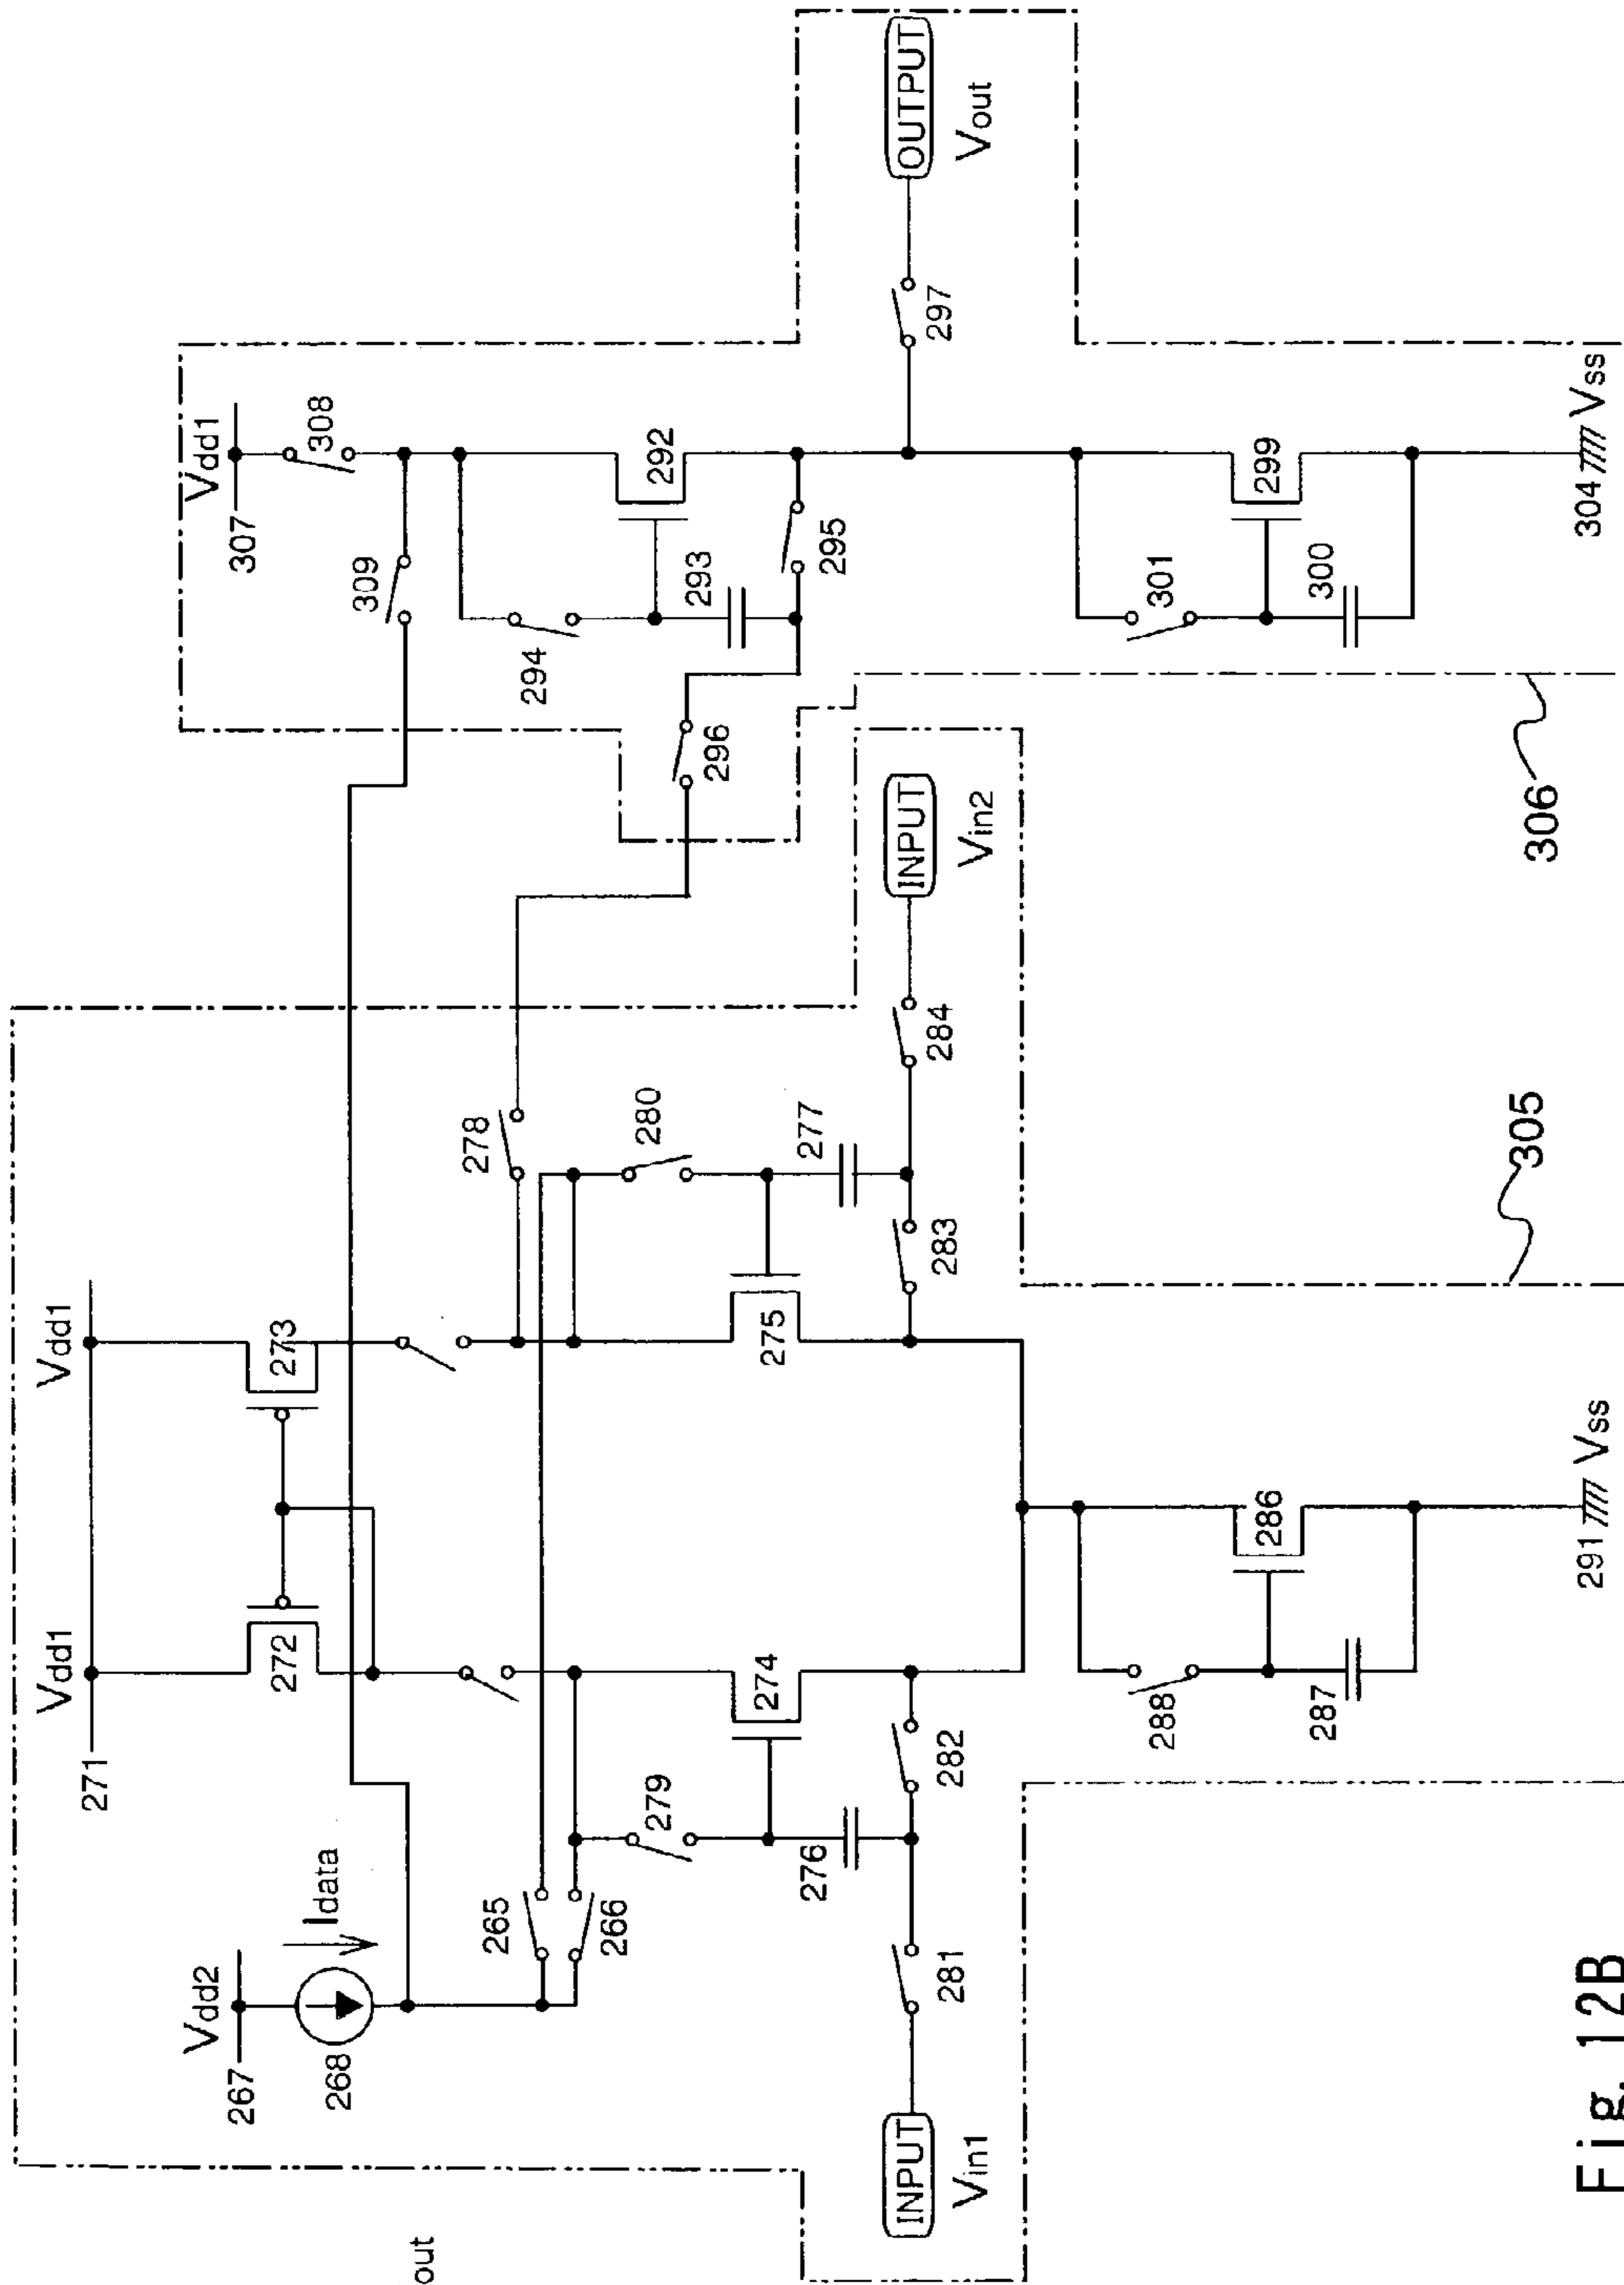 Vdd2
267
268
Idata
Vdd1
Vdd1
271
272
273
265
266
278
279
280
274
275
276
277
281
282
283
284
INPUT
Vin1
INPUT
Vin2
286
287
288
291
Vss
305
Vdd1
307
308
309
292
293
294
295
296
297
OUTPUT
Vout
299
300
301
304
Vss
306
out
Fig. 12B